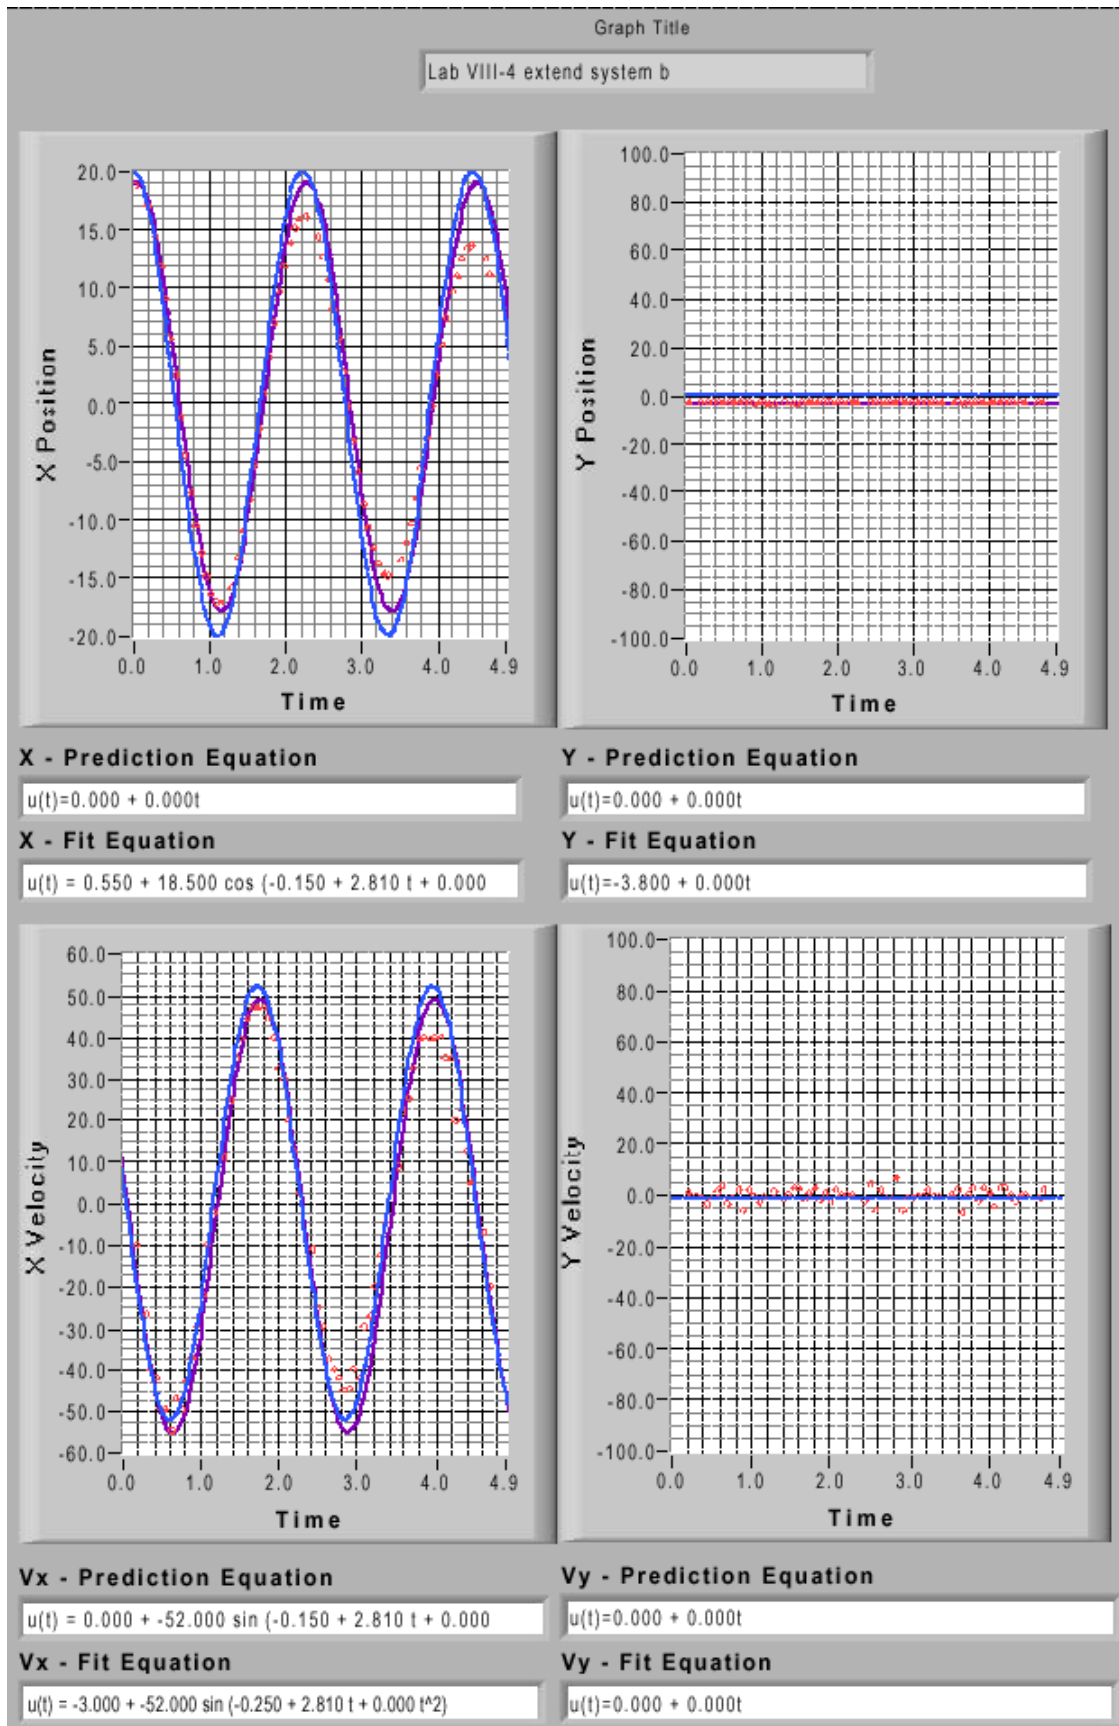 Graph Title
Lab VIII-4 extend system b
X Position
20.0
15.0
10.0
5.0
0.0
-5.0
-10.0
-15.0
-20.0
0.0 1.0 2.0 3.0 4.0 4.9
Time
Y Position
100.0
80.0
60.0
40.0
20.0
0.0
-20.0
-40.0
-60.0
-80.0
-100.0
0.0 1.0 2.0 3.0 4.0 4.9
Time
X - Prediction Equation
u(t)=0.000 + 0.000t
Y - Prediction Equation
u(t)=0.000 + 0.000t
X - Fit Equation
u(t) = 0.550 + 18.500 cos (-0.150 + 2.810 t + 0.000
Y - Fit Equation
u(t)=-3.800 + 0.000t
X Velocity
60.0
50.0
40.0
30.0
20.0
10.0
0.0
-10.0
-20.0
-30.0
-40.0
-50.0
-60.0
0.0 1.0 2.0 3.0 4.0 4.9
Time
Y Velocity
100.0
80.0
60.0
40.0
20.0
0.0
-20.0
-40.0
-60.0
-80.0
-100.0
0.0 1.0 2.0 3.0 4.0 4.9
Time
Vx - Prediction Equation
u(t) = 0.000 + -52.000 sin (-0.150 + 2.810 t + 0.000
Vy - Prediction Equation
u(t)=0.000 + 0.000t
Vx - Fit Equation
u(t) = -3.000 + -52.000 sin (-0.250 + 2.810 t + 0.000 t^2)
Vy - Fit Equation
u(t)=0.000 + 0.000t